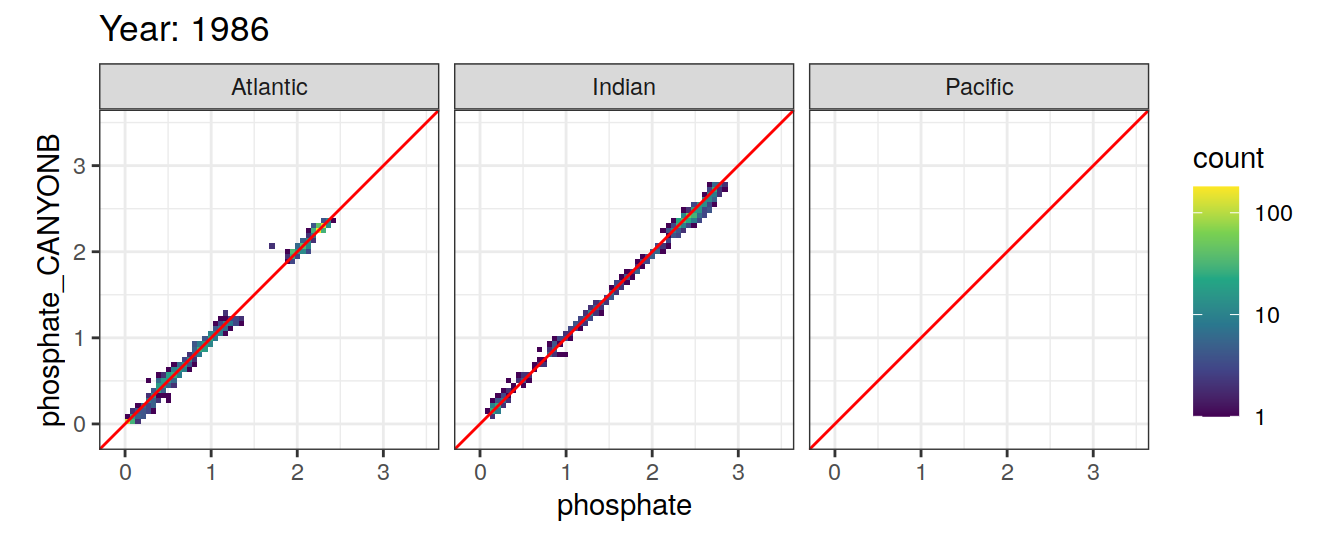 Year: 1986
Atlantic
Indian
Pacific
phosphate_CANYONB
3
2
1
0
0 1 2 3
0 1 2 3
0 1 2 3
phosphate
count
100
10
1